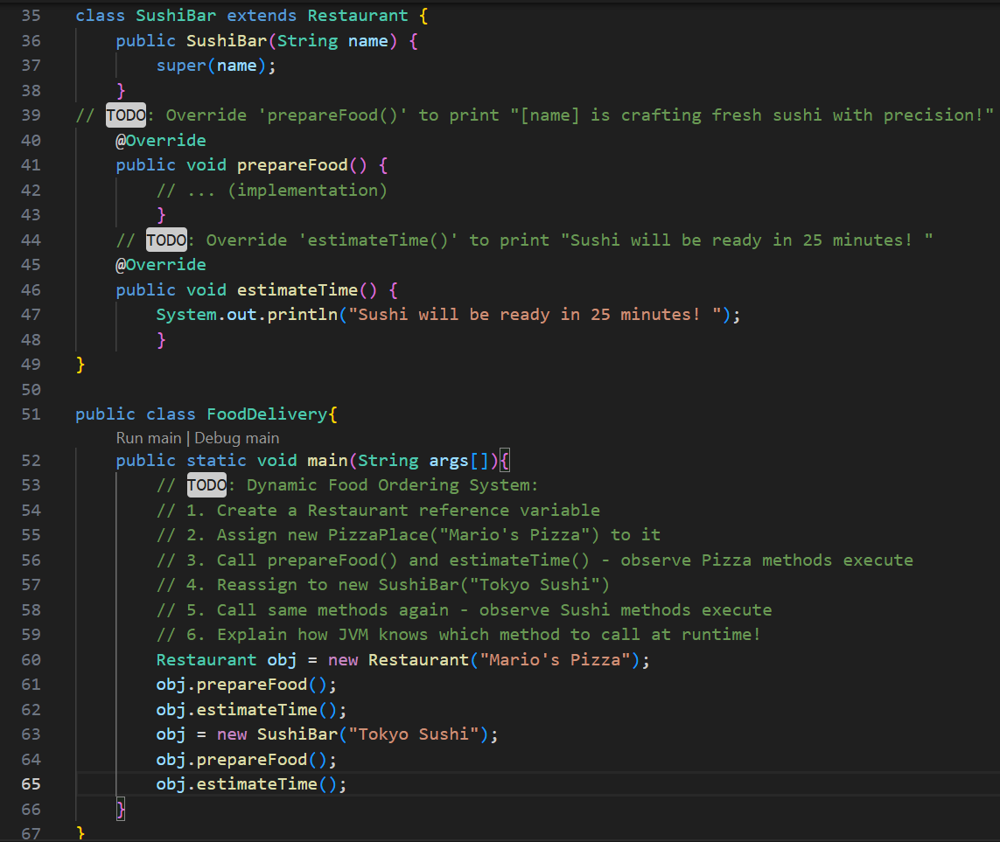 35 class SushiBar extends Restaurant {
36     public SushiBar(String name) {
37         super(name);
38     }
39 // TODO: Override 'prepareFood()' to print "[name] is crafting fresh sushi with precision!"
40     @Override
41     public void prepareFood() {
42         // ... (implementation)
43         }
44     // TODO: Override 'estimateTime()' to print "Sushi will be ready in 25 minutes! "
45     @Override
46     public void estimateTime() {
47         System.out.println("Sushi will be ready in 25 minutes! ");
48         }
49 }
50
51 public class FoodDelivery{
Run main | Debug main
52     public static void main(String args[]){
53         // TODO: Dynamic Food Ordering System:
54         // 1. Create a Restaurant reference variable
55         // 2. Assign new PizzaPlace("Mario's Pizza") to it
56         // 3. Call prepareFood() and estimateTime() - observe Pizza methods execute
57         // 4. Reassign to new SushiBar("Tokyo Sushi")
58         // 5. Call same methods again - observe Sushi methods execute
59         // 6. Explain how JVM knows which method to call at runtime!
60         Restaurant obj = new Restaurant("Mario's Pizza");
61         obj.prepareFood();
62         obj.estimateTime();
63         obj = new SushiBar("Tokyo Sushi");
64         obj.prepareFood();
65         obj.estimateTime();
66     }
67 }